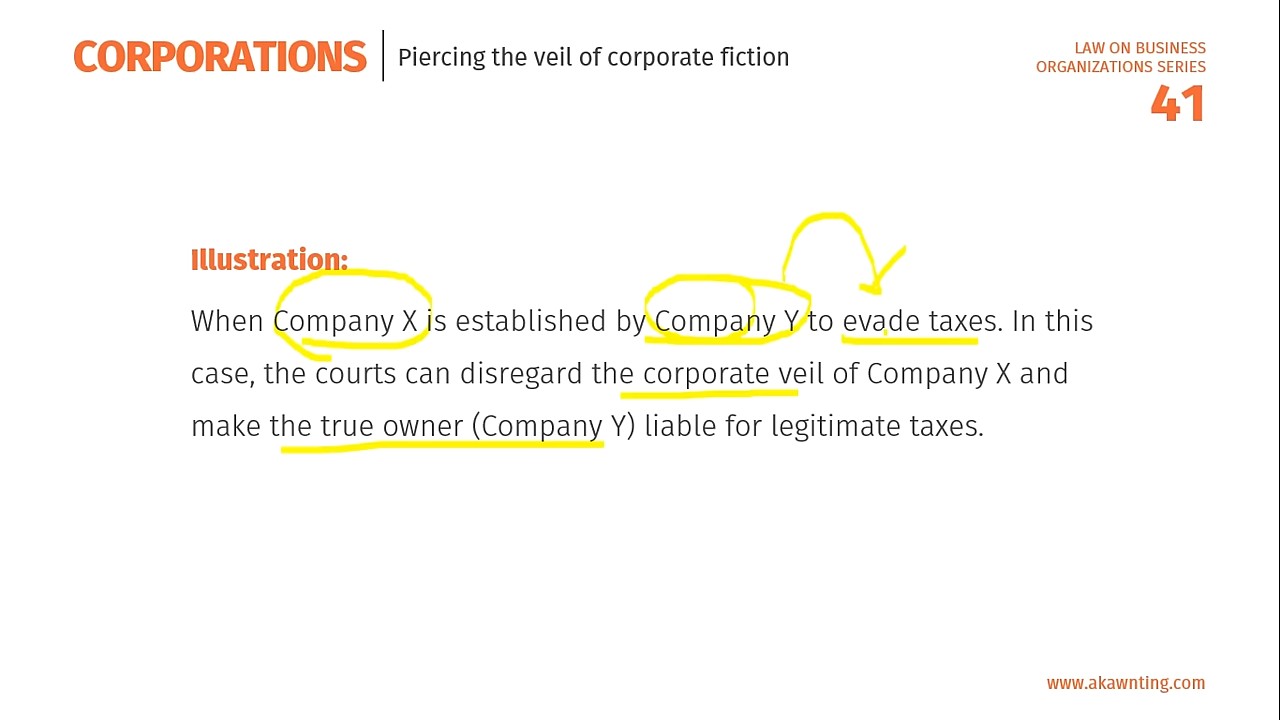 CORPORATIONS
Piercing the veil of corporate fiction
LAW ON BUSINESS
ORGANIZATIONS SERIES
41
Illustration:
When Company X is established by Company Y to evade taxes. In this
case, the courts can disregard the corporate veil of Company X and
make the true owner (Company Y) liable for legitimate taxes.
www.akawnting.com